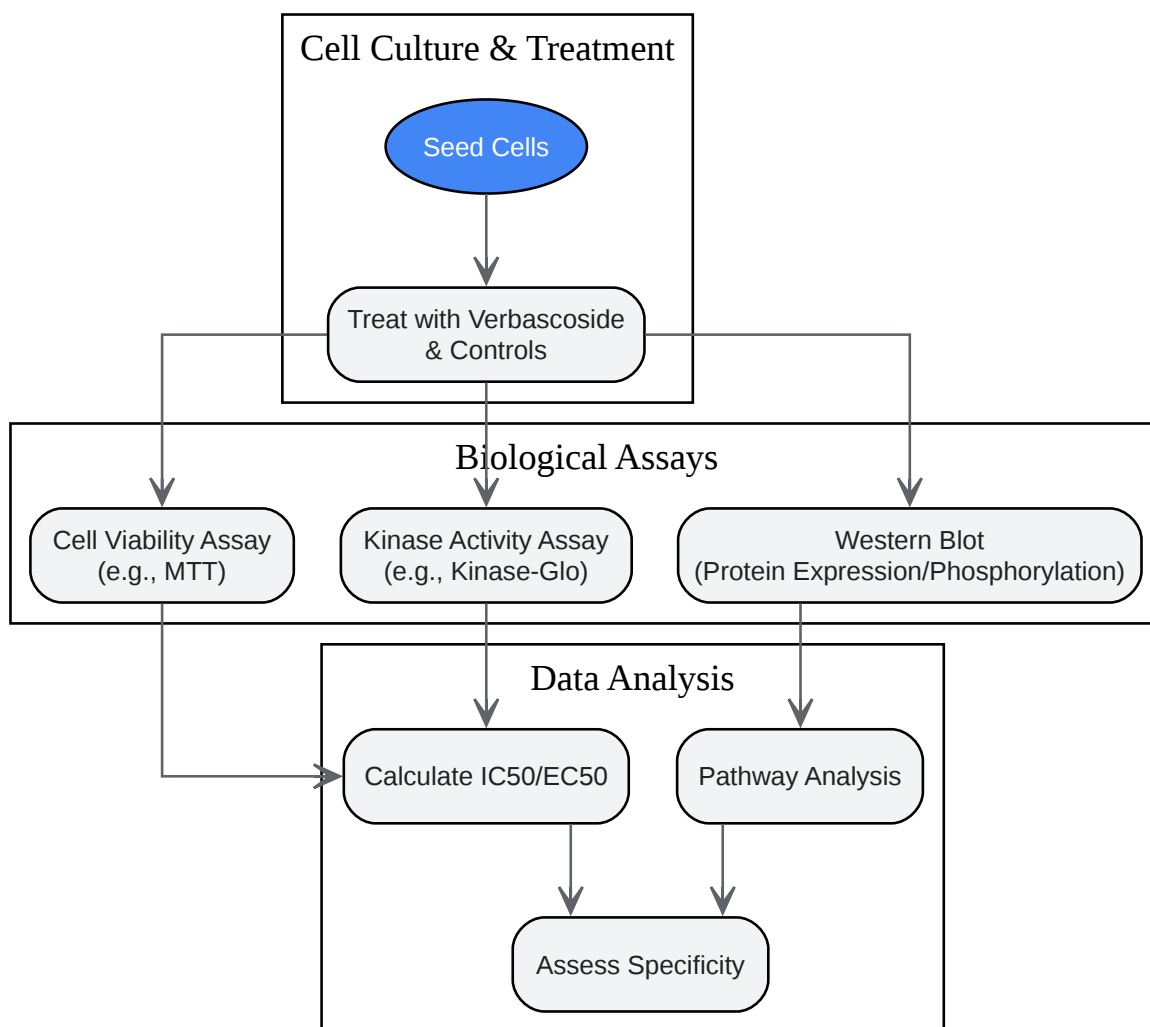 Cell Culture & Treatment
Seed Cells
Treat with Verbascoside
& Controls
Biological Assays
Cell Viability Assay
(e.g., MTT)
Kinase Activity Assay
(e.g., Kinase-Glo)
Western Blot
(Protein Expression/Phosphorylation)
Data Analysis
Calculate IC50/EC50
Pathway Analysis
Assess Specificity